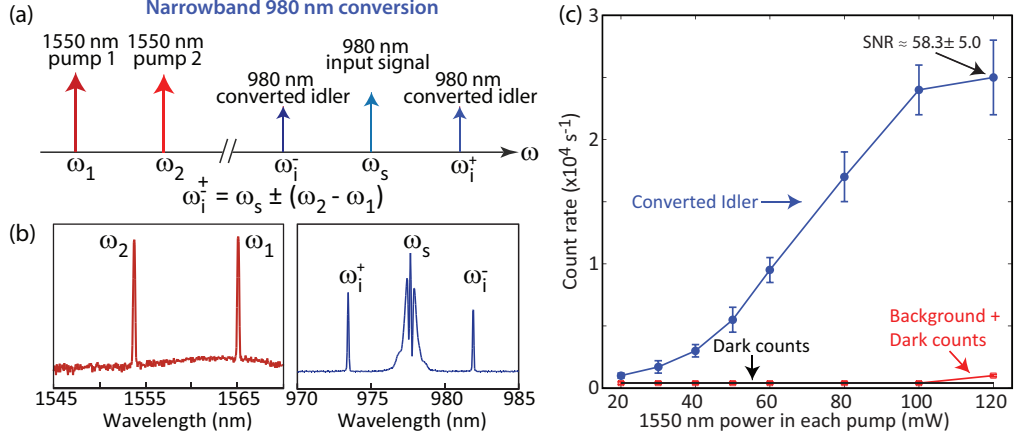 (a)
Narrowband 980 nm conversion
1550 nm
pump 1
1550 nm
pump 2
980 nm
converted idler
980 nm
input signal
980 nm
converted idler
ω1
ω2
//
ωi-
ωs
ωi+
ω
ωi± = ωs ± (ω2 - ω1)
(b)
ω2
ω1
1545
1555
1565
Wavelength (nm)
ωi+
ωs
ωi-
970
975
980
985
Wavelength (nm)
(c)
3
2
1
0
Count rate (x10⁴ s⁻¹)
SNR ≈ 58.3± 5.0
Converted Idler
Background +
Dark counts
Dark counts
20
40
60
80
100
120
1550 nm power in each pump (mW)